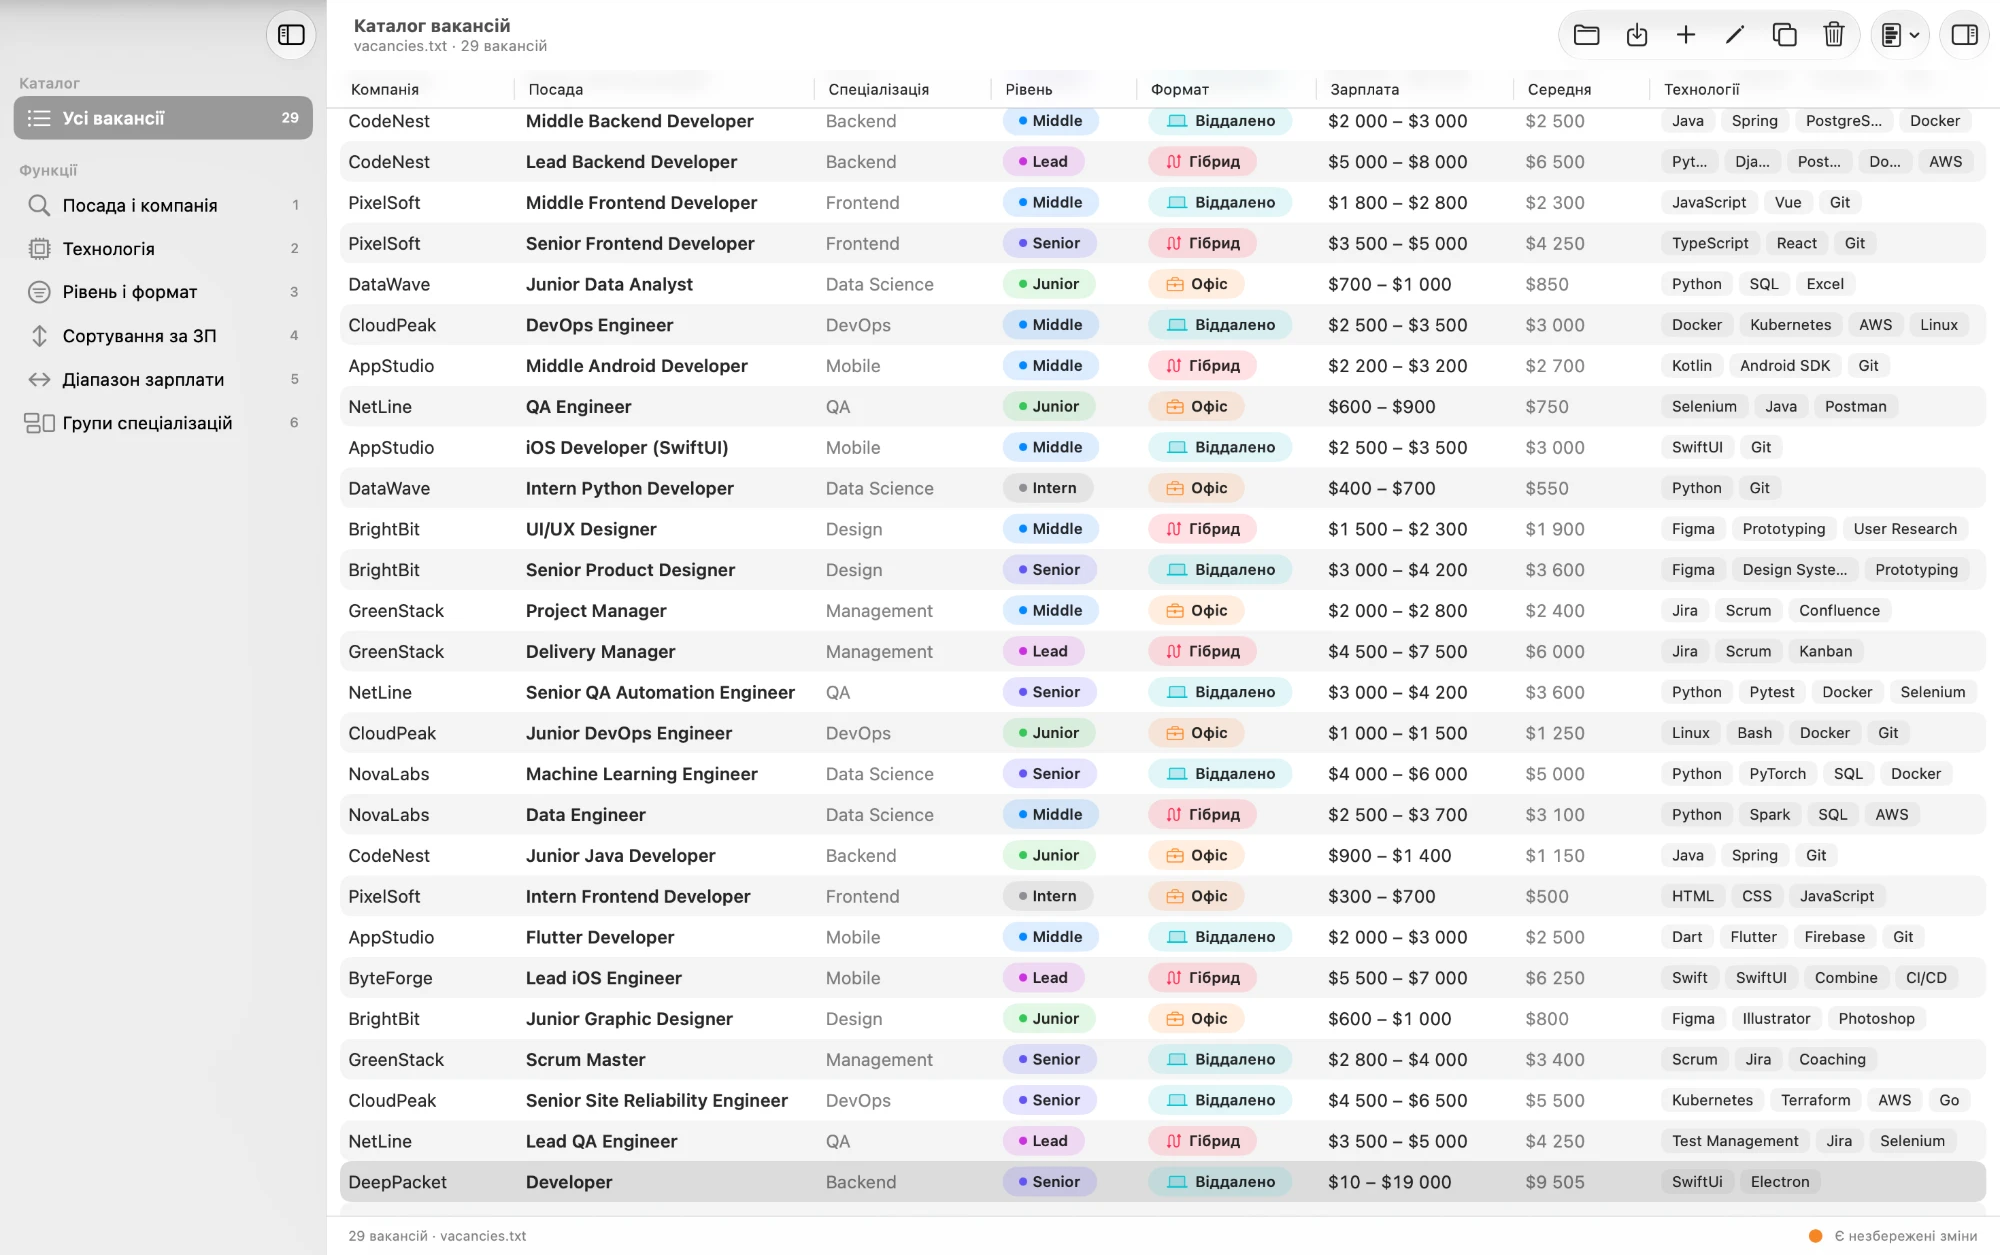 Каталог
Усі вакансії 29
Функції
Посада і компанія 1
Технологія 2
Рівень і формат 3
Сортування за ЗП 4
Діапазон зарплати 5
Групи спеціалізацій 6
Каталог вакансій
vacancies.txt · 29 вакансій
Компанія Посада Спеціалізація Рівень Формат Зарплата Середня Технології
CodeNest Middle Backend Developer Backend Middle Віддалено $2 000 – $3 000 $2 500 Java Spring PostgreS... Docker
CodeNest Lead Backend Developer Backend Lead Гібрид $5 000 – $8 000 $6 500 Pyt... Dja... Post... Do... AWS
PixelSoft Middle Frontend Developer Frontend Middle Віддалено $1 800 – $2 800 $2 300 JavaScript Vue Git
PixelSoft Senior Frontend Developer Frontend Senior Гібрид $3 500 – $5 000 $4 250 TypeScript React Git
DataWave Junior Data Analyst Data Science Junior Офіс $700 – $1 000 $850 Python SQL Excel
CloudPeak DevOps Engineer DevOps Middle Віддалено $2 500 – $3 500 $3 000 Docker Kubernetes AWS Linux
AppStudio Middle Android Developer Mobile Middle Гібрид $2 200 – $3 200 $2 700 Kotlin Android SDK Git
NetLine QA Engineer QA Junior Офіс $600 – $900 $750 Selenium Java Postman
AppStudio iOS Developer (SwiftUI) Mobile Middle Віддалено $2 500 – $3 500 $3 000 SwiftUI Git
DataWave Intern Python Developer Data Science Intern Офіс $400 – $700 $550 Python Git
BrightBit UI/UX Designer Design Middle Гібрид $1 500 – $2 300 $1 900 Figma Prototyping User Research
BrightBit Senior Product Designer Design Senior Віддалено $3 000 – $4 200 $3 600 Figma Design Syste... Prototyping
GreenStack Project Manager Management Middle Офіс $2 000 – $2 800 $2 400 Jira Scrum Confluence
GreenStack Delivery Manager Management Lead Гібрид $4 500 – $7 500 $6 000 Jira Scrum Kanban
NetLine Senior QA Automation Engineer QA Senior Віддалено $3 000 – $4 200 $3 600 Python Pytest Docker Selenium
CloudPeak Junior DevOps Engineer DevOps Junior Офіс $1 000 – $1 500 $1 250 Linux Bash Docker Git
NovaLabs Machine Learning Engineer Data Science Senior Віддалено $4 000 – $6 000 $5 000 Python PyTorch SQL Docker
NovaLabs Data Engineer Data Science Middle Гібрид $2 500 – $3 700 $3 100 Python Spark SQL AWS
CodeNest Junior Java Developer Backend Junior Офіс $900 – $1 400 $1 150 Java Spring Git
PixelSoft Intern Frontend Developer Frontend Intern Офіс $300 – $700 $500 HTML CSS JavaScript
AppStudio Flutter Developer Mobile Middle Віддалено $2 000 – $3 000 $2 500 Dart Flutter Firebase Git
ByteForge Lead iOS Engineer Mobile Lead Гібрид $5 500 – $7 000 $6 250 Swift SwiftUI Combine CI/CD
BrightBit Junior Graphic Designer Design Junior Офіс $600 – $1 000 $800 Figma Illustrator Photoshop
GreenStack Scrum Master Management Senior Віддалено $2 800 – $4 000 $3 400 Scrum Jira Coaching
CloudPeak Senior Site Reliability Engineer DevOps Senior Віддалено $4 500 – $6 500 $5 500 Kubernetes Terraform AWS Go
NetLine Lead QA Engineer QA Lead Гібрид $3 500 – $5 000 $4 250 Test Management Jira Selenium
DeepPacket Developer Backend Senior Віддалено $10 – $19 000 $9 505 SwiftUi Electron
29 вакансій · vacancies.txt Є незбережені зміни